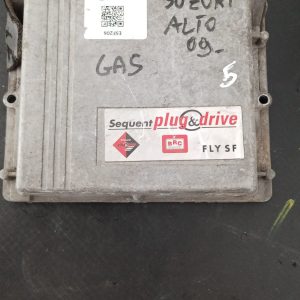 SUZUKI
ALTO
09-
GAS
5
Sequent plug&drive
BRC
FLY SF